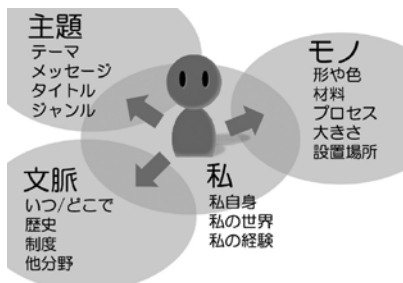 主題
テーマ
メッセージ
タイトル
ジャンル
モノ
形や色
材料
プロセス
大きさ
設置場所
文脈
いつ/どこで
歴史
制度
他分野
私
私自身
私の世界
私の経験